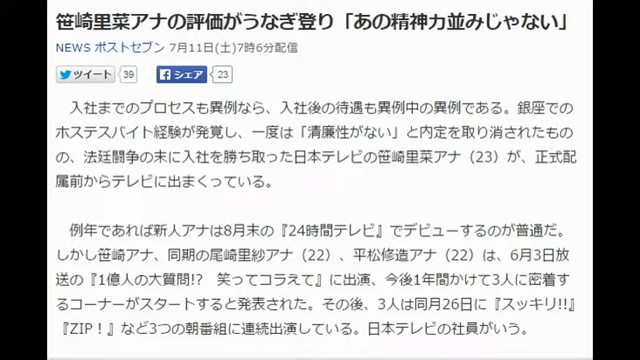 笹崎里菜アナの評価がうなぎ登り「あの精神力並みじゃない」
NEWS ポストセブン 7月11日(土)7時6分配信
ツイート 39 シェア 23
入社までのプロセスも異例なら、入社後の待遇も異例中の異例である。銀座での
ホステスバイト経験が発覚し、一度は「清廉性がない」と内定を取り消されたもの
の、法廷闘争の末に入社を勝ち取った日本テレビの笹崎里菜アナ（23）が、正式配
属前からテレビに出まくっている。
例年であれば新人アナは8月末の『24時間テレビ』でデビューするのが普通だ。
しかし笹崎アナ、同期の尾崎里紗アナ（22）、平松修造アナ（22）は、6月3日放
送の『1億人の大質問!?　笑ってコラえて』に出演、今後1年間かけて3人に密着す
るコーナーがスタートすると発表された。その後、3人は同月26日に『スッキリ!!』
『ZIP！』など3つの朝番組に連続出演している。日本テレビの社員がいう。